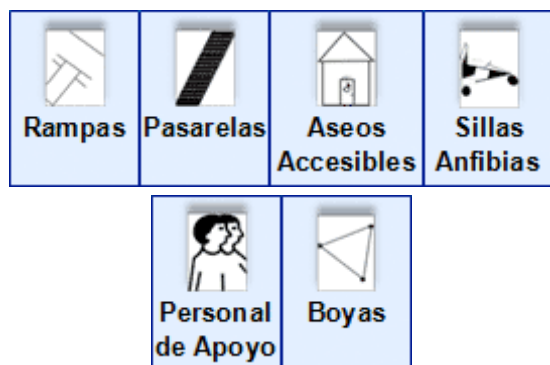 Rampas Pasarelas Aseos Sillas
Accesibles Anfibias
Personal Boyas
de Apoyo